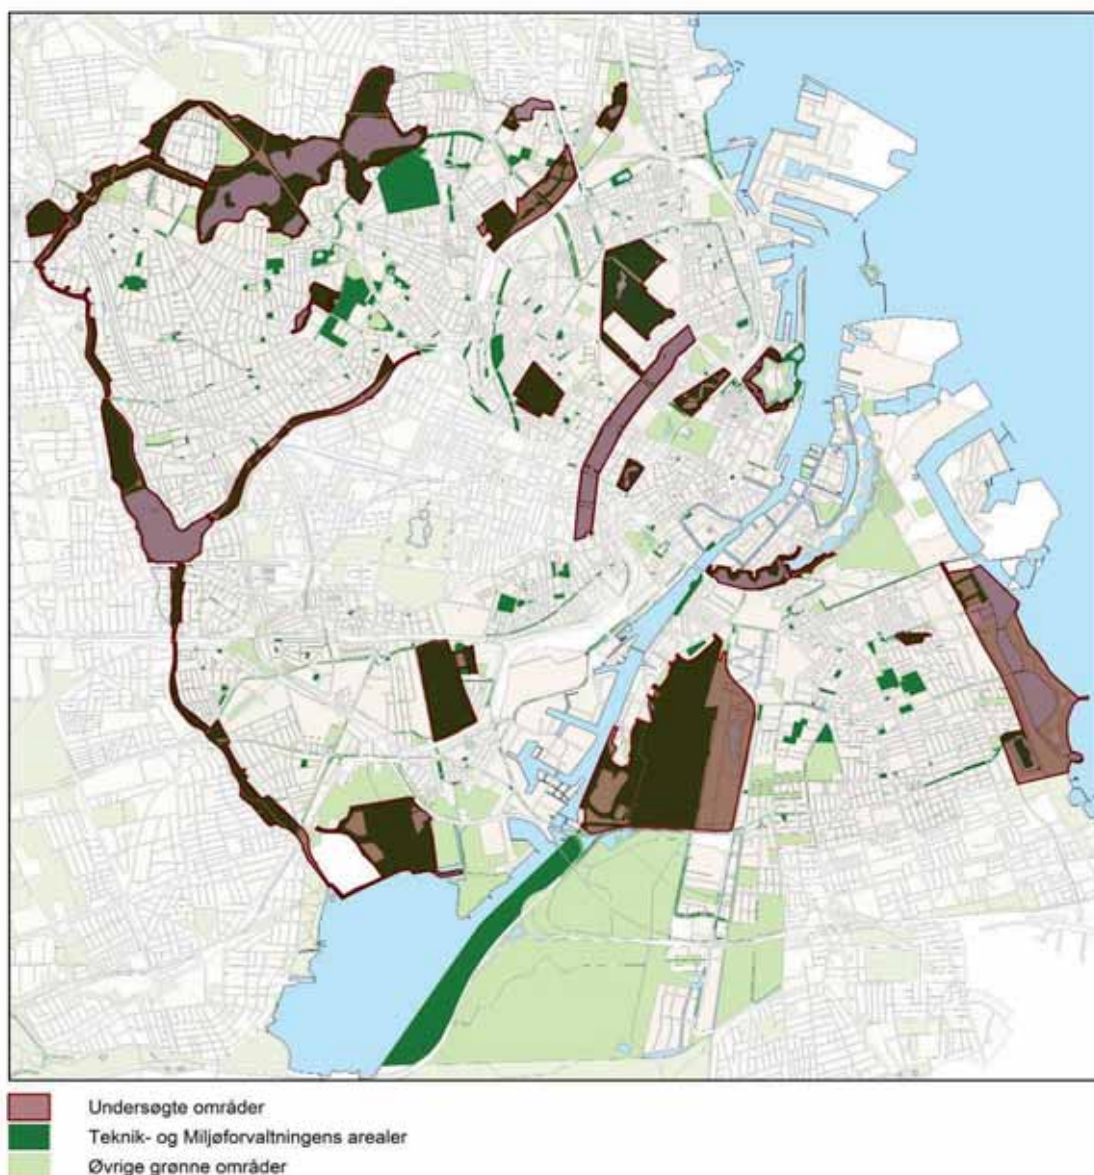 Undersøgte områder
Teknik- og Miljøforvaltningens arealer
Øvrige grønne områder